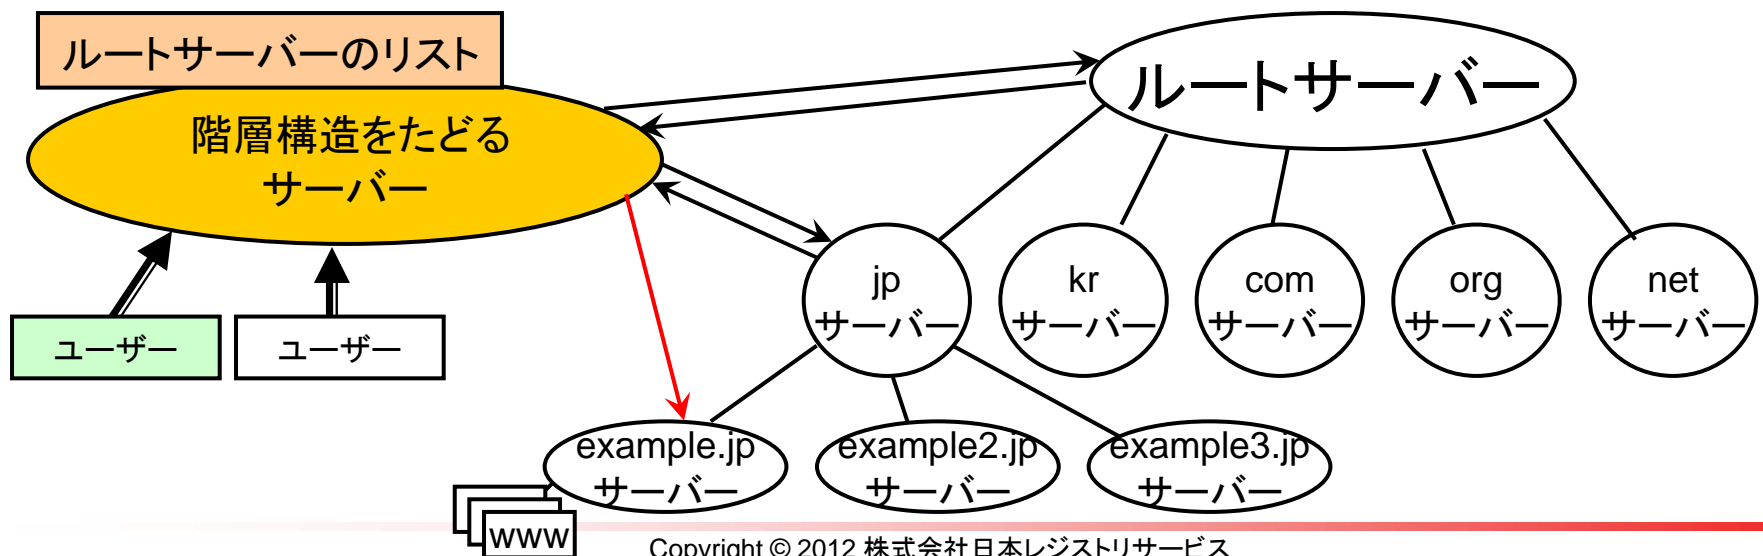 ルートサーバーのリスト
ルートサーバー
階層構造をたどる
サーバー
ユーザー
ユーザー
jp
サーバー
kr
サーバー
com
サーバー
org
サーバー
net
サーバー
example.jp
サーバー
example2.jp
サーバー
example3.jp
サーバー
www
Copyright © 2012 株式会社日本レジストリサービス